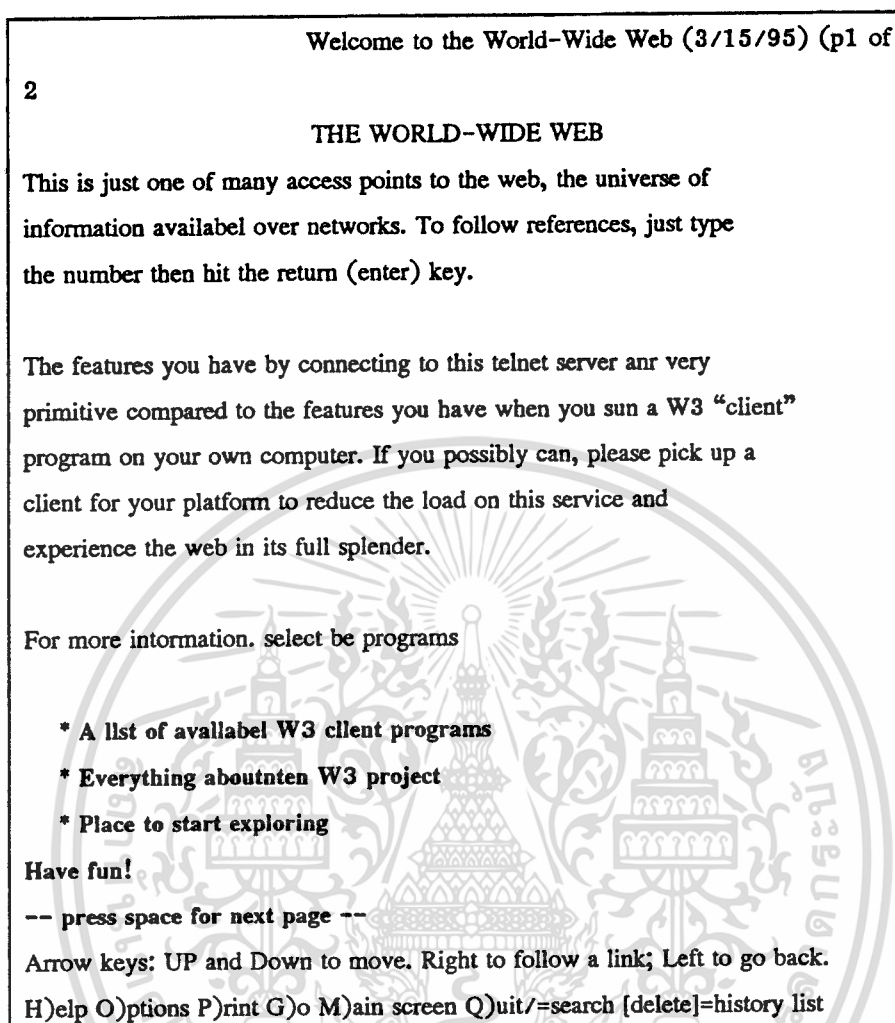 Welcome to the World-Wide Web (3/15/95) (p1 of
2
THE WORLD-WIDE WEB
This is just one of many access points to the web, the universe of
information availabel over networks. To follow references, just type
the number then hit the return (enter) key.
The features you have by connecting to this telnet server anr very
primitive compared to the features you have when you sun a W3 “client”
program on your own computer. If you possibly can, please pick up a
client for your platform to reduce the load on this service and
experience the web in its full splender.
For more intormation. select be programs
* A llst of avallabel W3 cllent programs
* Everything aboutnten W3 project
* Place to start exploring
Have fun!
-- press space for next page --
Arrow keys: UP and Down to move. Right to follow a link; Left to go back.
H)elp O)ptions P)rint G)o M)ain screen Q)uit/=search [delete]=history list